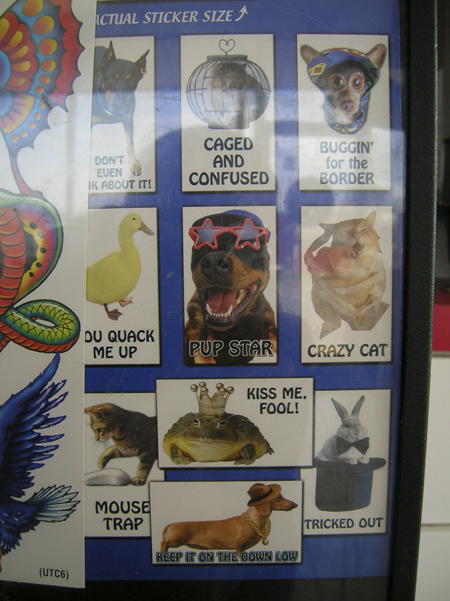 ACTUAL STICKER SIZE
DON'T
EVEN
ABOUT IT!
CAGED
AND
CONFUSED
BUGGIN'
for the
BORDER
QUACK
ME UP
PUP STAR
CRAZY CAT
KISS ME,
FOOL!
MOUSE
TRAP
KEEP IT ON THE DOWN LOW
TRICKED OUT
(UTC6)